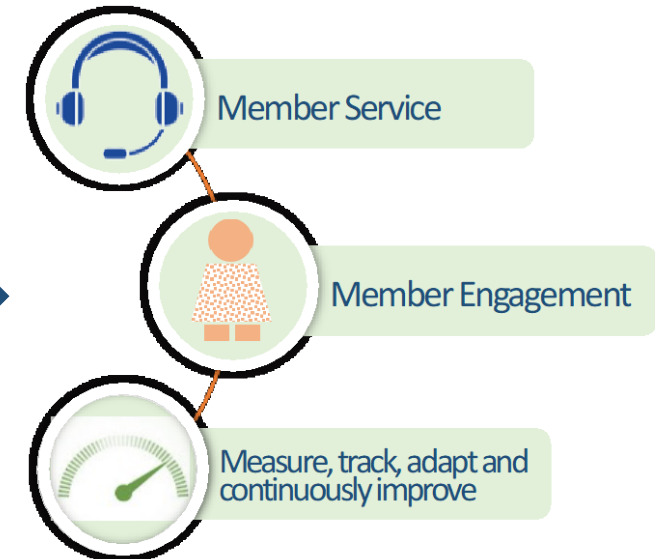 Member Service
Member Engagement
Measure, track, adapt and
continuously improve